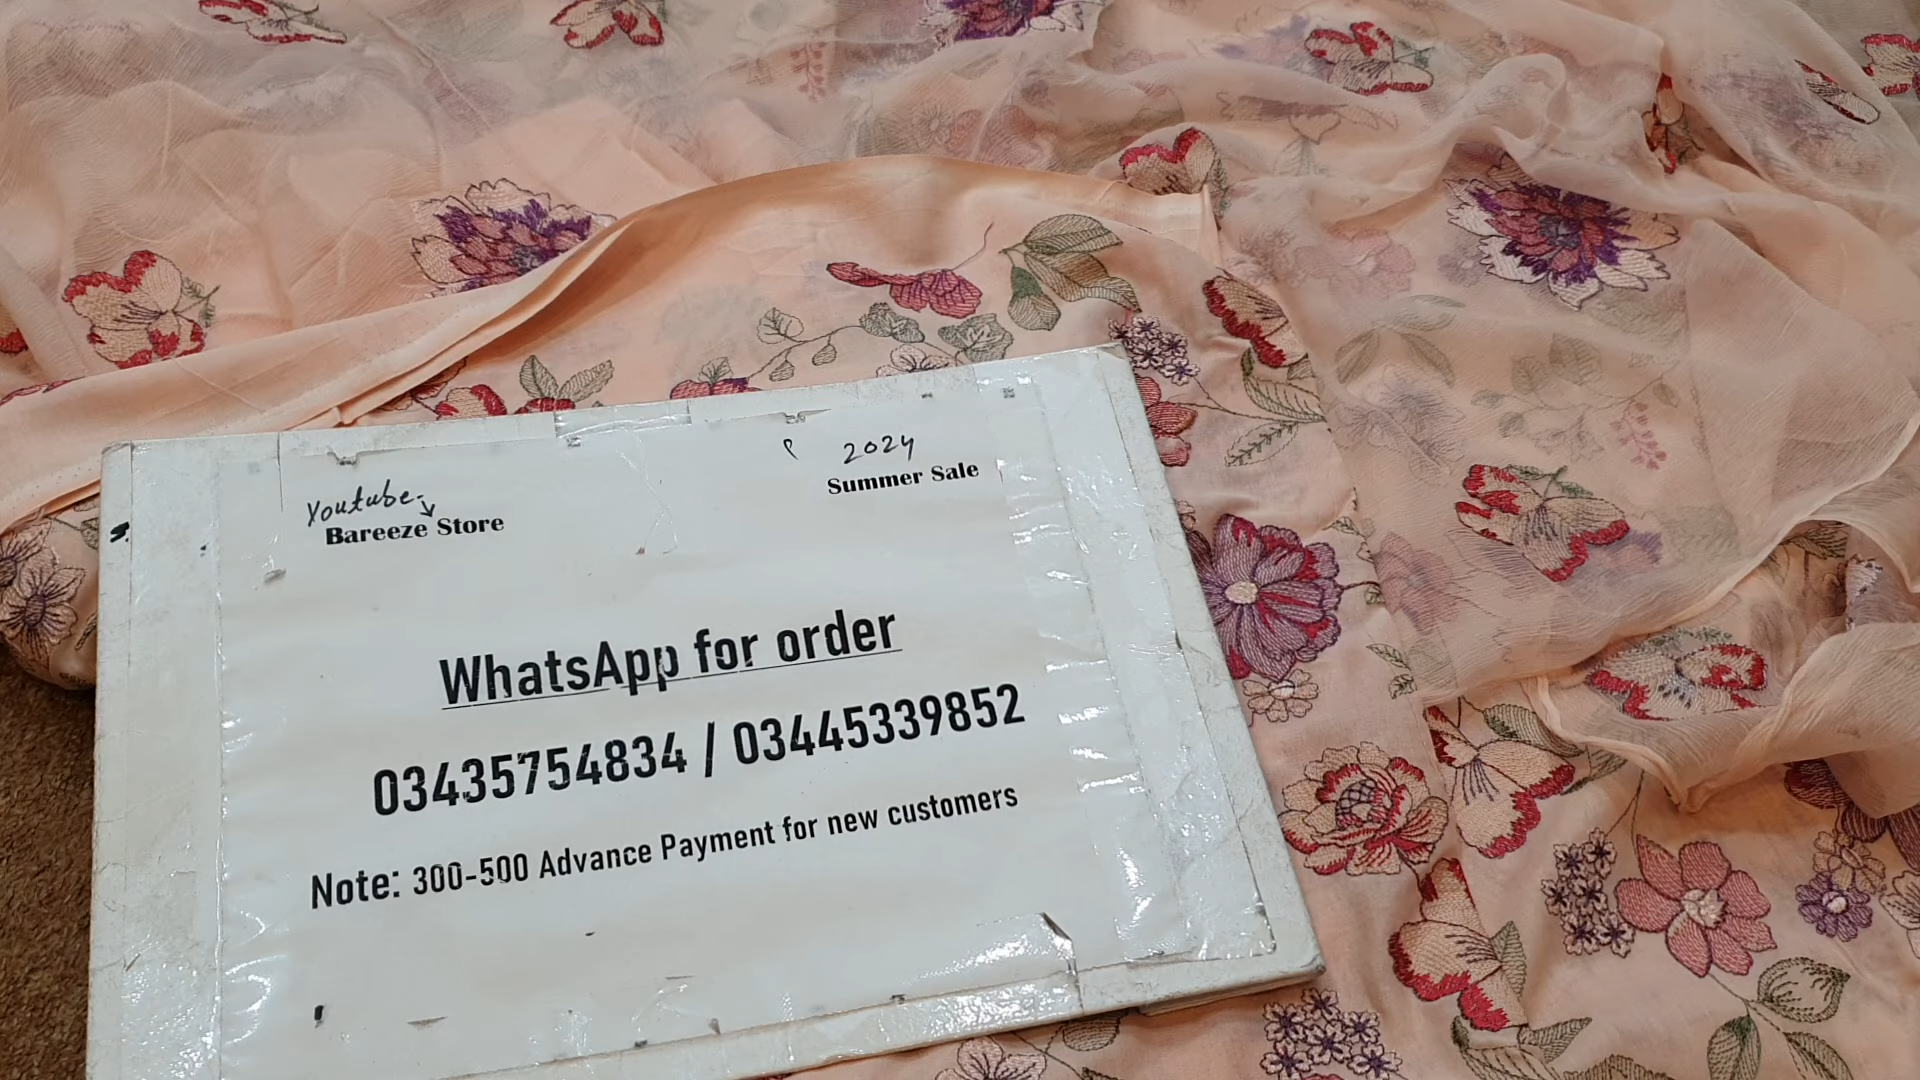 Youtube
Bareeze Store
2024
Summer Sale
WhatsApp for order
03435754834 / 03445339852
Note: 300-500 Advance Payment for new customers